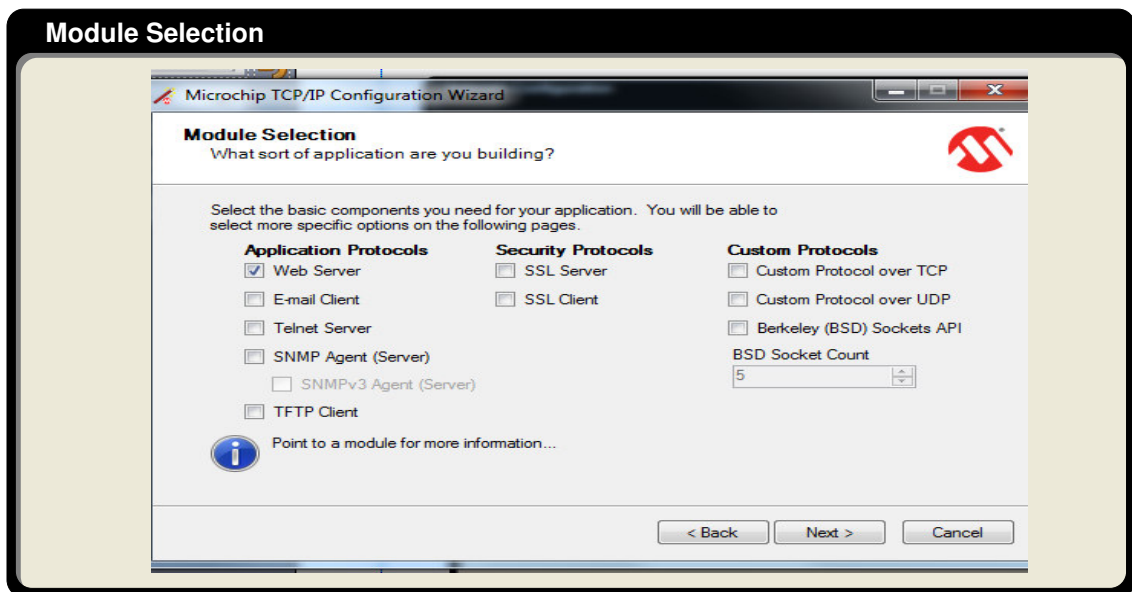 Module Selection
Microchip TCP/IP Configuration Wizard
Module Selection
What sort of application are you building?
Select the basic components you need for your application. You will be able to
select more specific options on the following pages.
Application Protocols
Web Server
E-mail Client
Telnet Server
SNMP Agent (Server)
SNMPv3 Agent (Server)
TFTP Client
Security Protocols
SSL Server
SSL Client
Custom Protocols
Custom Protocol over TCP
Custom Protocol over UDP
Berkeley (BSD) Sockets API
BSD Socket Count
5
Point to a module for more information...
< Back
Next >
Cancel